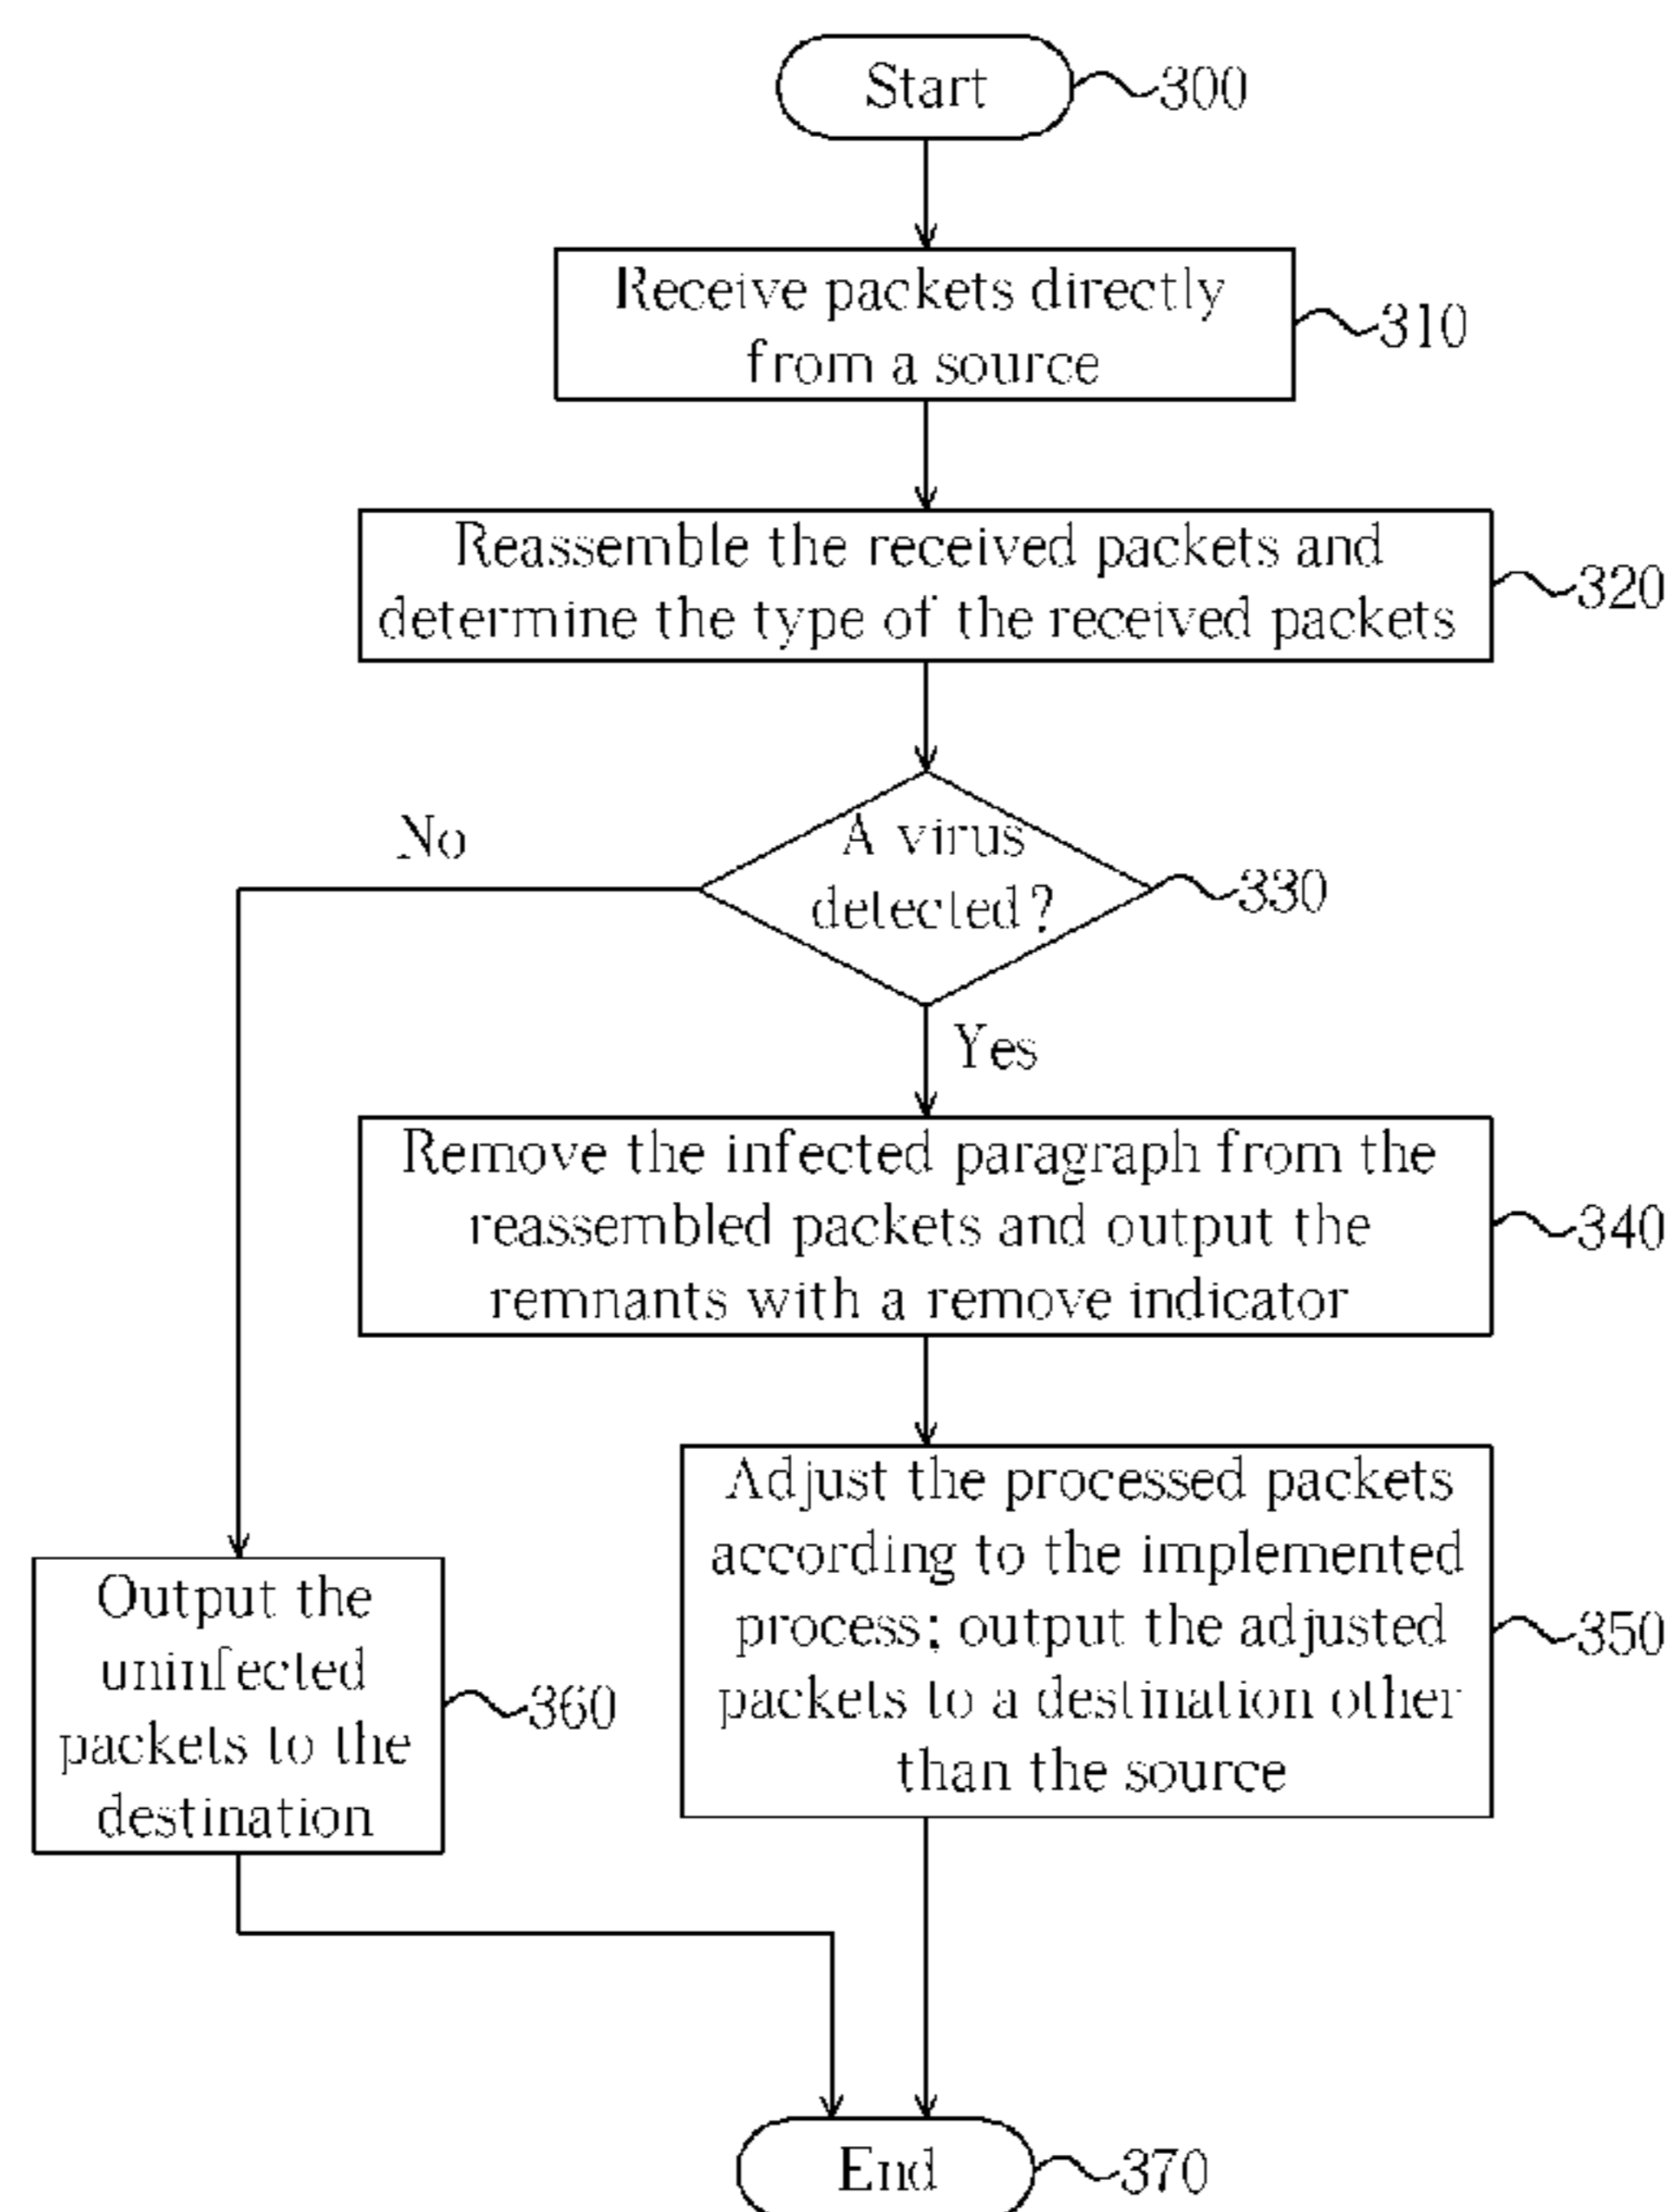 Start
300
Receive packets directly
from a source
310
Reassemble the received packets and
determine the type of the received packets
320
A virus
detected?
330
No
Yes
Remove the infected paragraph from the
reassembled packets and output the
remnants with a remove indicator
340
Adjust the processed packets
according to the implemented
process; output the adjusted
packets to a destination other
than the source
350
Output the
uninfected
packets to the
destination
360
End
370